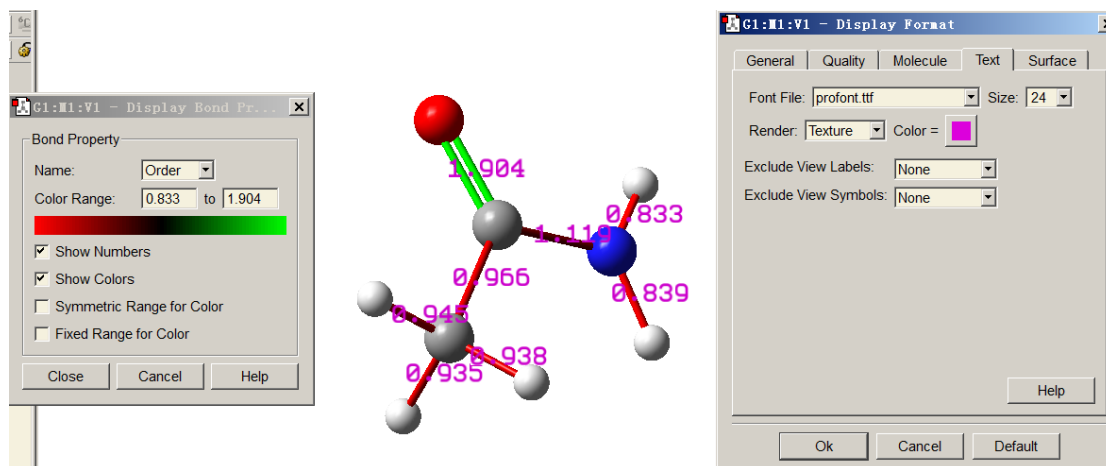 G1:M1:V1 - Display Bond Pr...
Bond Property
Name: Order
Color Range: 0.833 to 1.904
Show Numbers
Show Colors
Symmetric Range for Color
Fixed Range for Color
Close Cancel Help
1.904
0.833
1.119
0.966
0.839
0.945
0.938
0.935
G1:M1:V1 - Display Format
General Quality Molecule Text Surface
Font File: profont.ttf Size: 24
Render: Texture Color =
Exclude View Labels: None
Exclude View Symbols: None
Help
Ok Cancel Default